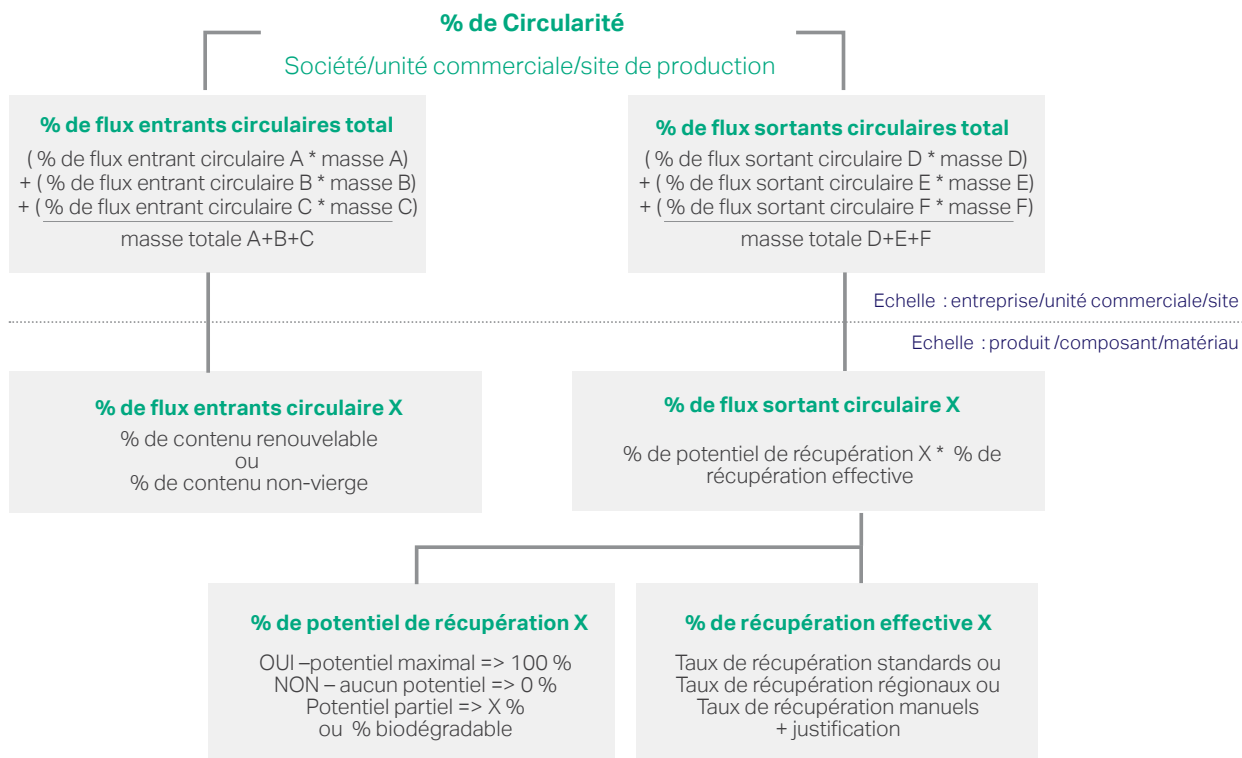 % de Circularité
Société/unité commerciale/site de production
% de flux entrants circulaires total
( % de flux entrant circulaire A * masse A)
+ ( % de flux entrant circulaire B * masse B)
+ ( % de flux entrant circulaire C * masse C)
masse totale A+B+C
% de flux sortants circulaires total
( % de flux sortant circulaire D * masse D)
+ ( % de flux sortant circulaire E * masse E)
+ ( % de flux sortant circulaire F * masse F)
masse totale D+E+F
Echelle : entreprise/unité commerciale/site
Echelle : produit /composant/matériau
% de flux entrants circulaire X
% de contenu renouvelable
ou
% de contenu non-vierge
% de flux sortant circulaire X
% de potentiel de récupération X * % de
récupération effective
% de potentiel de récupération X
OUI –potentiel maximal => 100 %
NON – aucun potentiel => 0 %
Potentiel partiel => X %
ou % biodégradable
% de récupération effective X
Taux de récupération standards ou
Taux de récupération régionaux ou
Taux de récupération manuels
+ justification